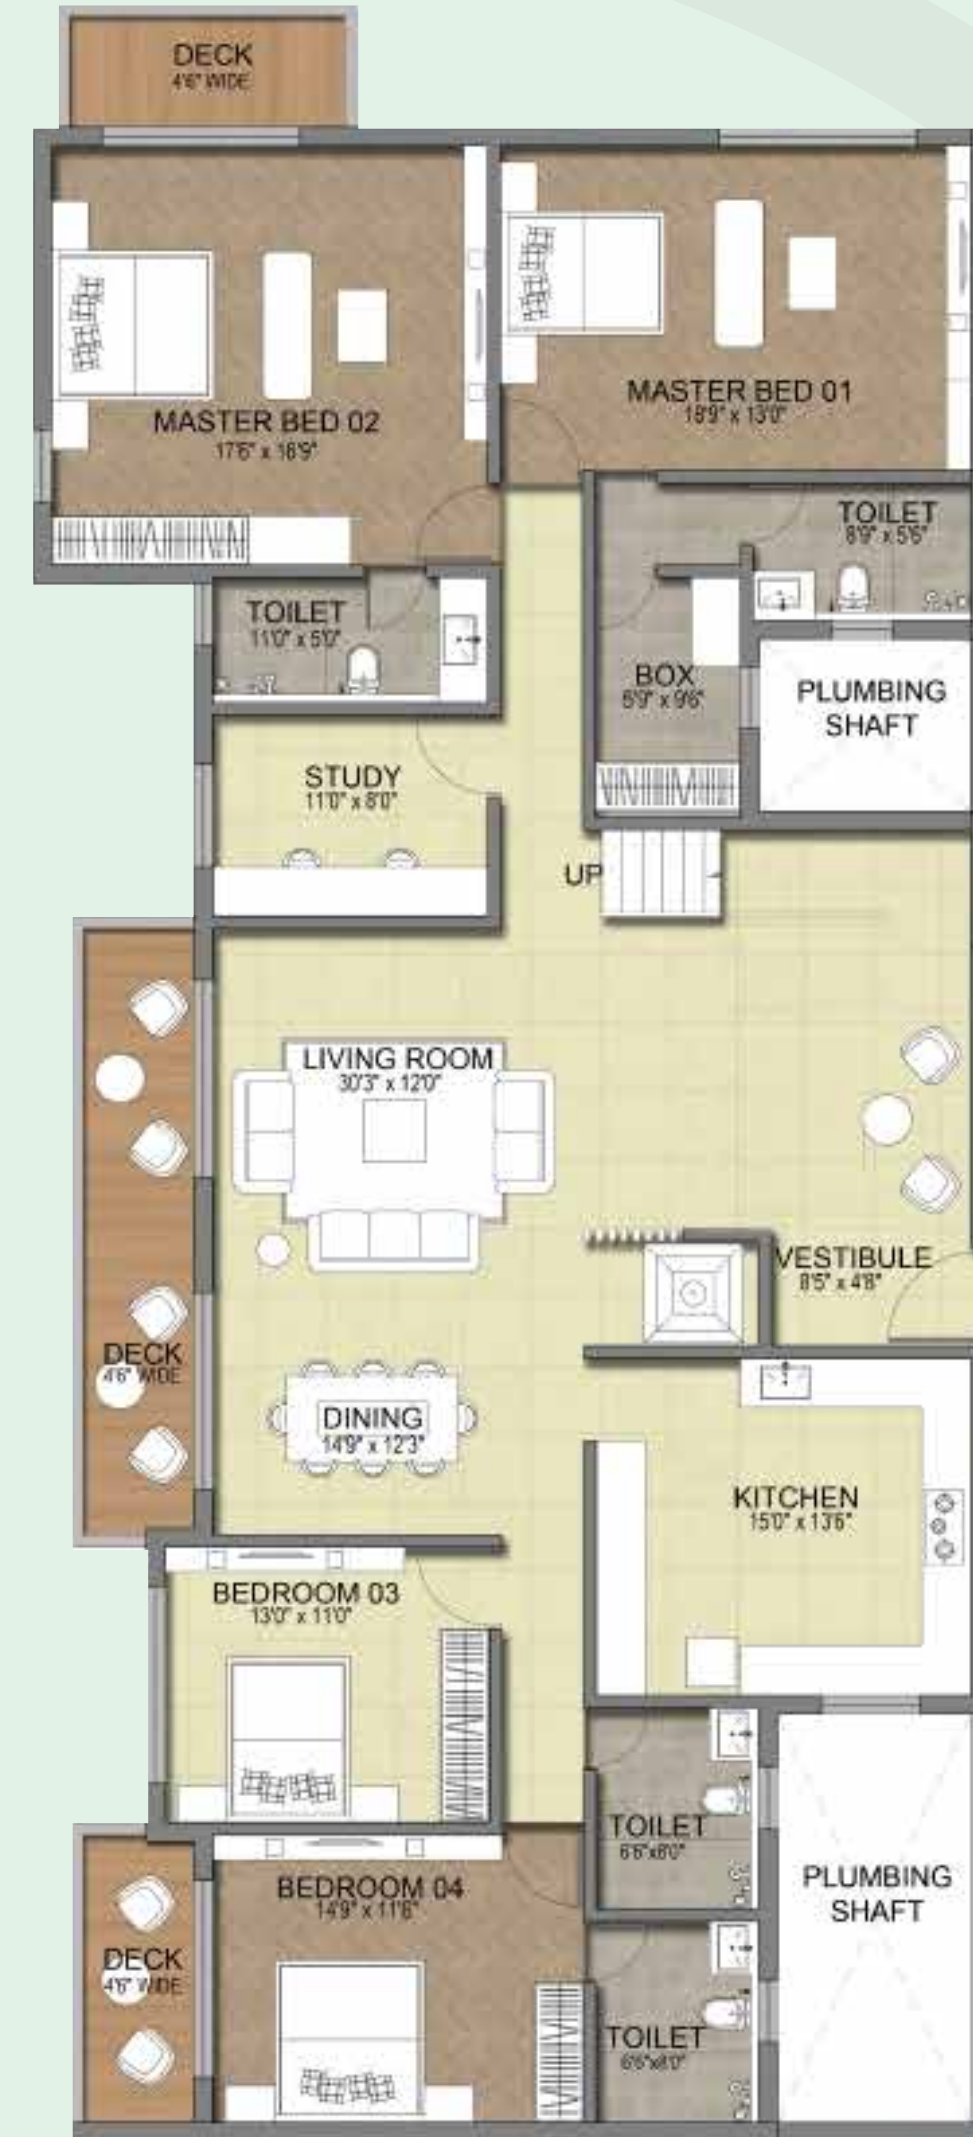 DECK
4'6" WIDE
MASTER BED 02
17'6" x 16'9"
MASTER BED 01
18'9" x 13'0"
TOILET
8'9" x 5'6"
TOILET
11'0" x 5'0"
BOX
6'9" x 9'6"
PLUMBING
SHAFT
STUDY
11'0" x 8'0"
UP
LIVING ROOM
30'3" x 12'0"
VESTIBULE
8'5" x 4'8"
DECK
4'6" WIDE
DINING
14'9" x 12'3"
KITCHEN
15'0" x 13'6"
BEDROOM 03
13'0" x 11'0"
TOILET
6'6"x8'0"
BEDROOM 04
14'9" x 11'6"
PLUMBING
SHAFT
DECK
4'6" WIDE
TOILET
6'6"x8'0"